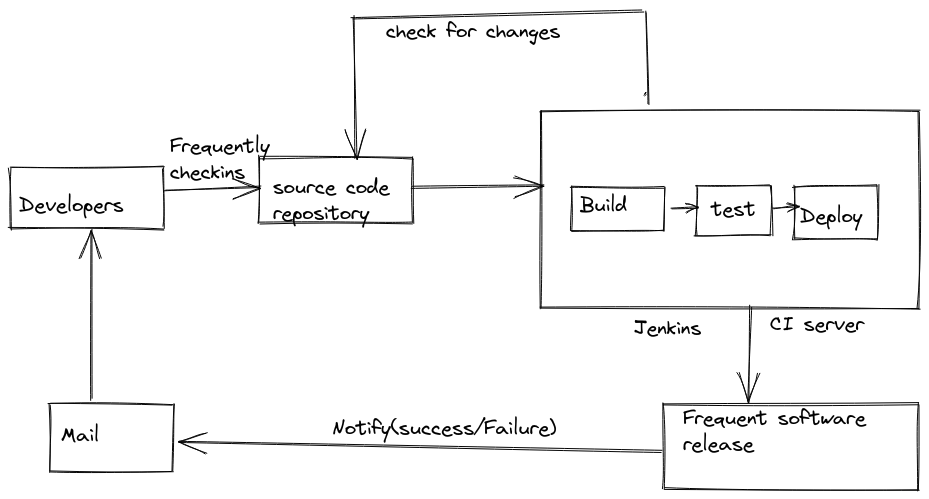 check for changes
Frequently
checkins
Developers
source code
repository
Build
test
Deploy
Jenkins
CI server
Mail
Notify(success/Failure)
Frequent software
release